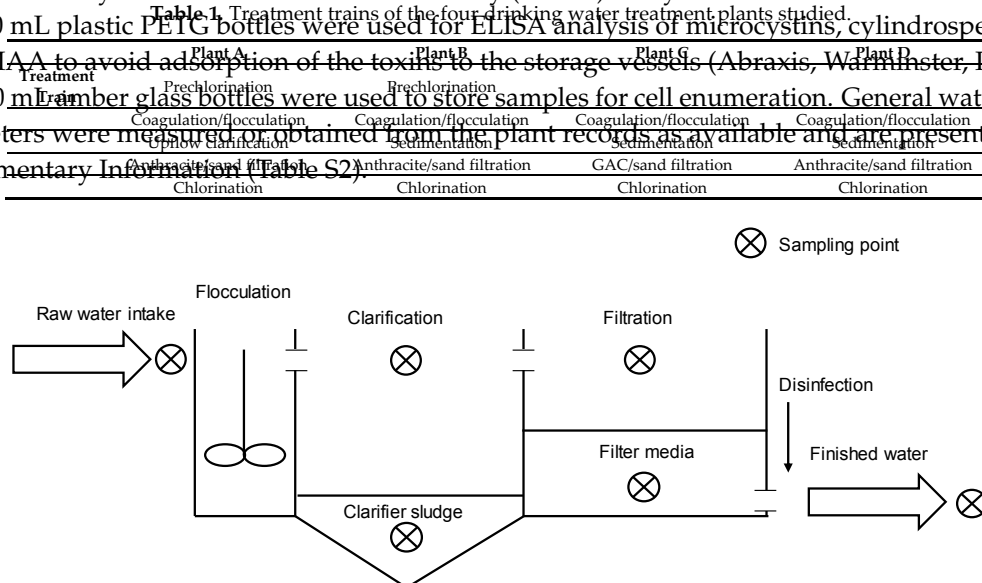 Table 1. Treatment trains of the four drinking water treatment plants studied.
0 mL plastic PETG bottles were used for ELISA analysis of microcystins, cylindrospe
Plant A Plant B Plant C Plant D
AA to avoid adsorption of the toxins to the storage vessels (Abraxis, Warminster,
Treatment
Train
Prechlorination Prechlorination
0 mL amber glass bottles were used to store samples for cell enumeration. General wat
Coagulation/flocculation Coagulation/flocculation Coagulation/flocculation Coagulation/flocculation
ters were measured or obtained from the plant records as available and are present
Upflow clarification Sedimentation Sedimentation Sedimentation
Anthracite/sand filtration Anthracite/sand filtration GAC/sand filtration Anthracite/sand filtration
mentary Information (Table S2).
Chlorination Chlorination Chlorination Chlorination
Sampling point
Flocculation
Raw water intake
Clarification
Filtration
Disinfection
Filter media
Finished water
Clarifier sludge